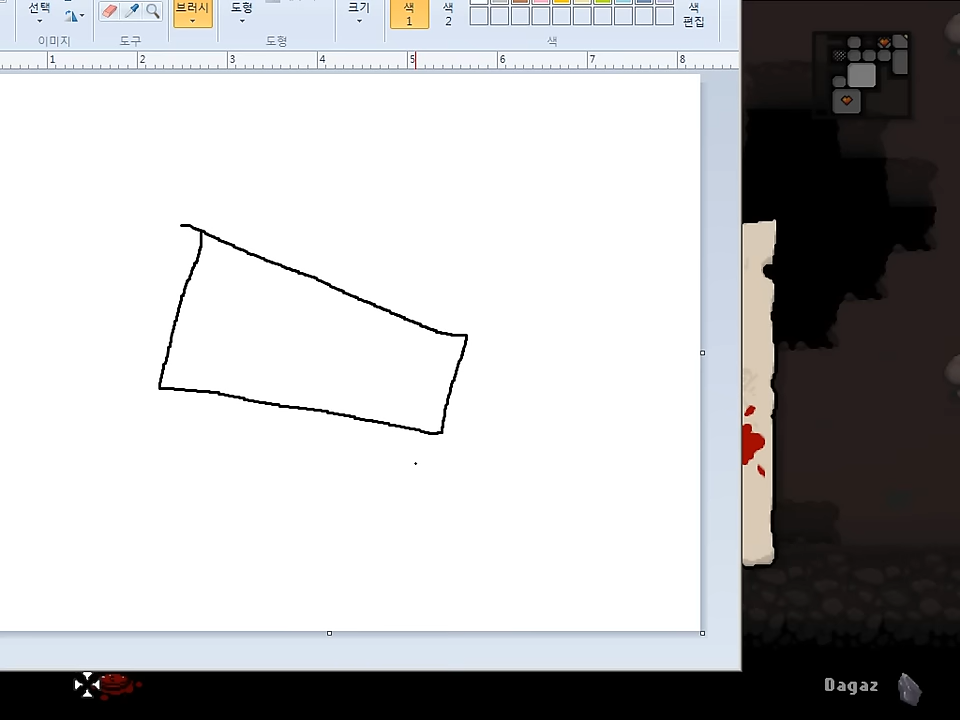 선택 브러시 도형 크기 색 1 색 2 색 편집
이미지 도구 도형 색
1 2 3 4 5 6 7 8
Dagaz